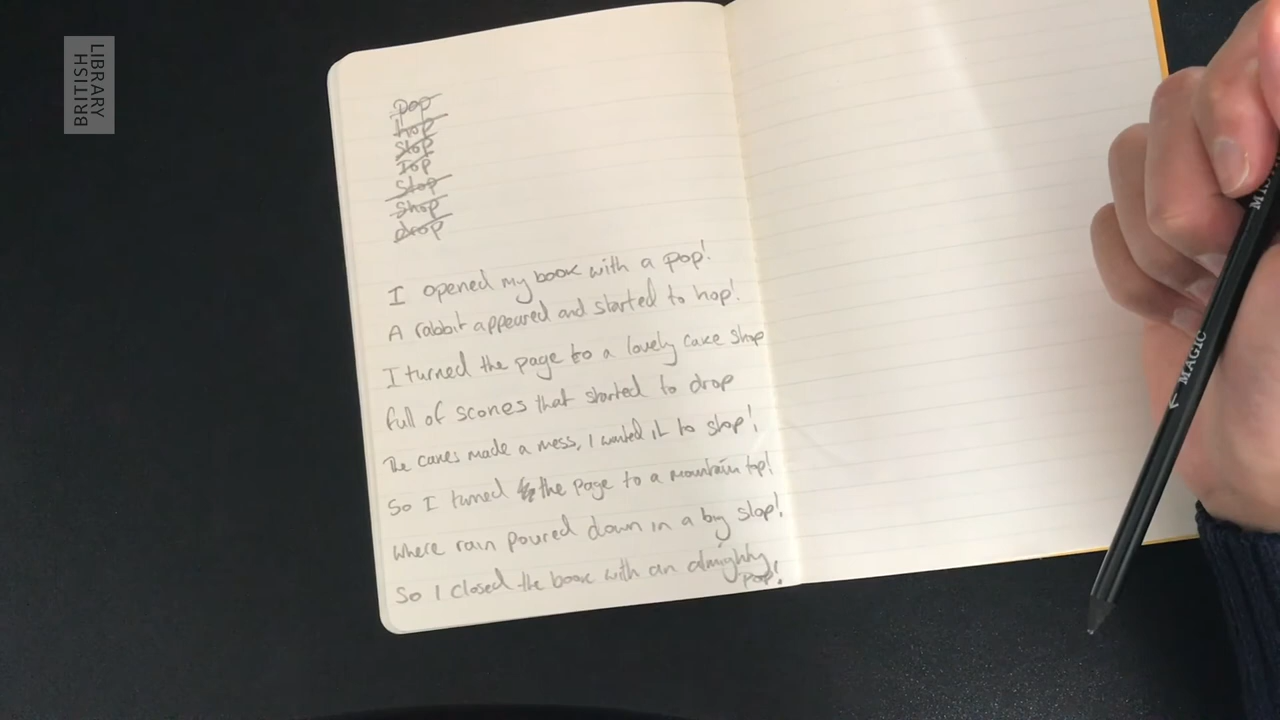 BRITISH
LIBRARY
pop
hop
stop
Top
Slop
Shop
drop
I opened my book with a pop!
A rabbit appeared and started to hop!
I turned the page to a lovely cake shop
full of scones that started to drop
The cakes made a mess, I wanted it to stop!
So I turned the page to a mountain top!
where rain poured down in a big slop!
So I closed the book with an almighty
pop!
MAGIC